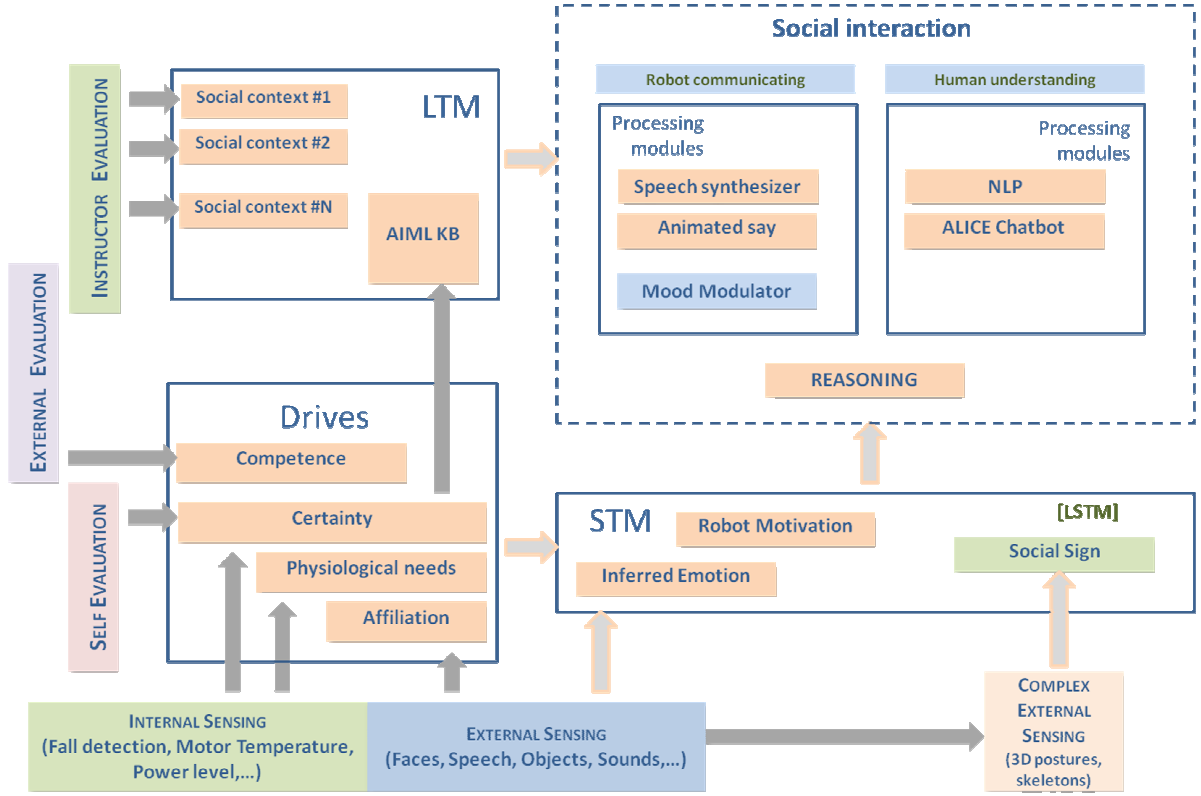 Social interaction
Robot communicating
Human understanding
Processing
modules
Speech synthesizer
Animated say
Mood Modulator
Processing
modules
NLP
ALICE Chatbot
REASONING
INSTRUCTOR EVALUATION
LTM
Social context #1
Social context #2
Social context #N
AIML KB
EXTERNAL EVALUATION
SELF EVALUATION
Drives
Competence
Certainty
Physiological needs
Affiliation
STM
Robot Motivation
Inferred Emotion
[LSTM]
Social Sign
INTERNAL SENSING
(Fall detection, Motor Temperature,
Power level,...)
EXTERNAL SENSING
(Faces, Speech, Objects, Sounds,...)
COMPLEX
EXTERNAL
SENSING
(3D postures,
skeletons)